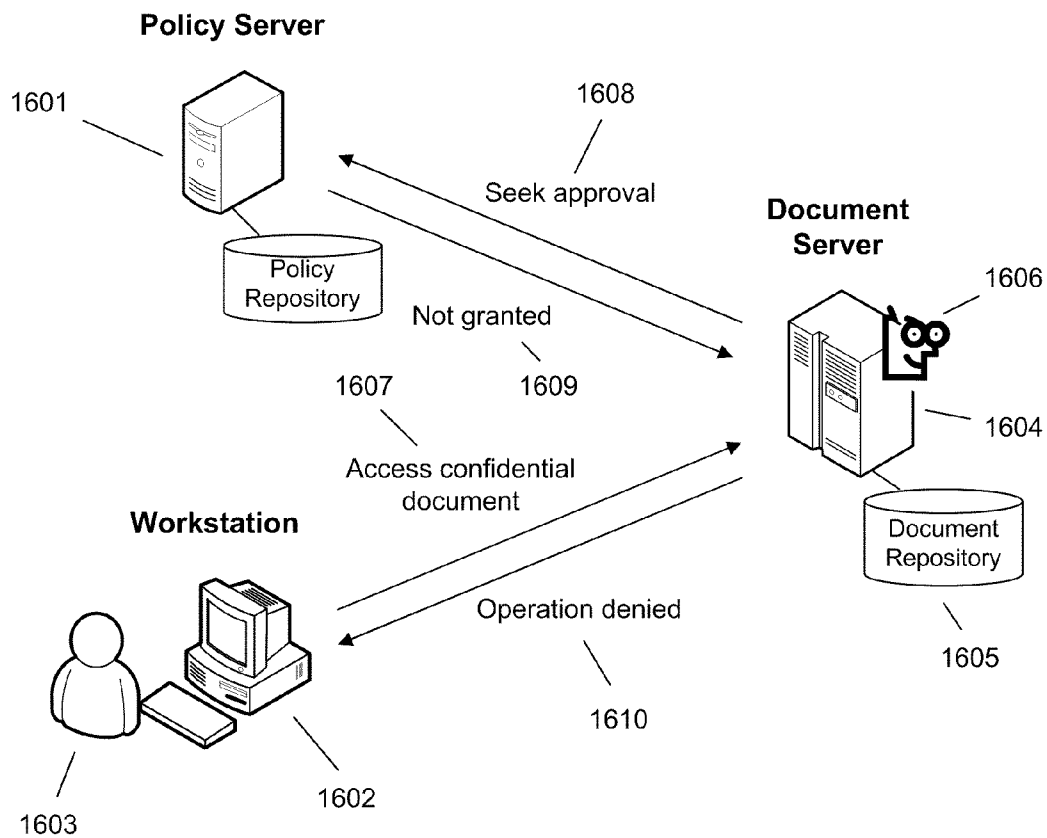 Policy Server
1601
1608
Seek approval
Document
Server
Policy
Repository
1606
Not granted
1607
1609
1604
Access confidential
document
Workstation
Document
Repository
Operation denied
1605
1610
1602
1603